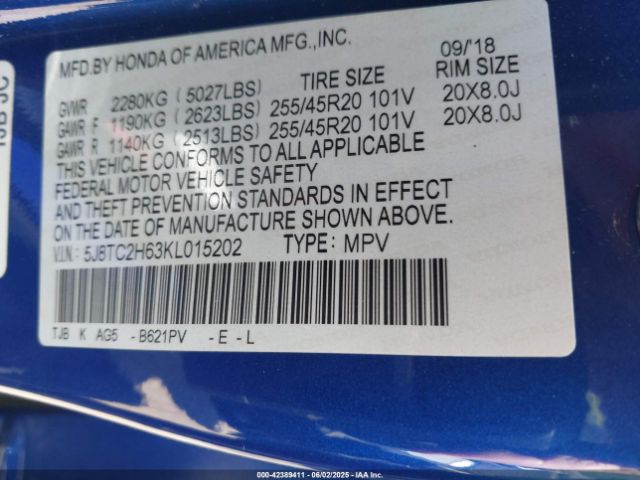 MFD.BY HONDA OF AMERICA MFG.,INC. 09/'18
TIRE SIZE RIM SIZE
GVWR 2280KG (5027LBS)
GAWR F 1190KG (2623LBS) 255/45R20 101V 20X8.0J
GAWR R 1140KG (2513LBS) 255/45R20 101V 20X8.0J
THIS VEHICLE CONFORMS TO ALL APPLICABLE
FEDERAL MOTOR VEHICLE SAFETY
AND THEFT PREVENTION STANDARDS IN EFFECT
ON THE DATE OF MANUFACTURE SHOWN ABOVE.
V.I.N: 5J8TC2H63KL015202 TYPE: MPV
TJB K AG5 -B621PV -E-L
000-42389411 - 06/02/2025 - IAAI.COM